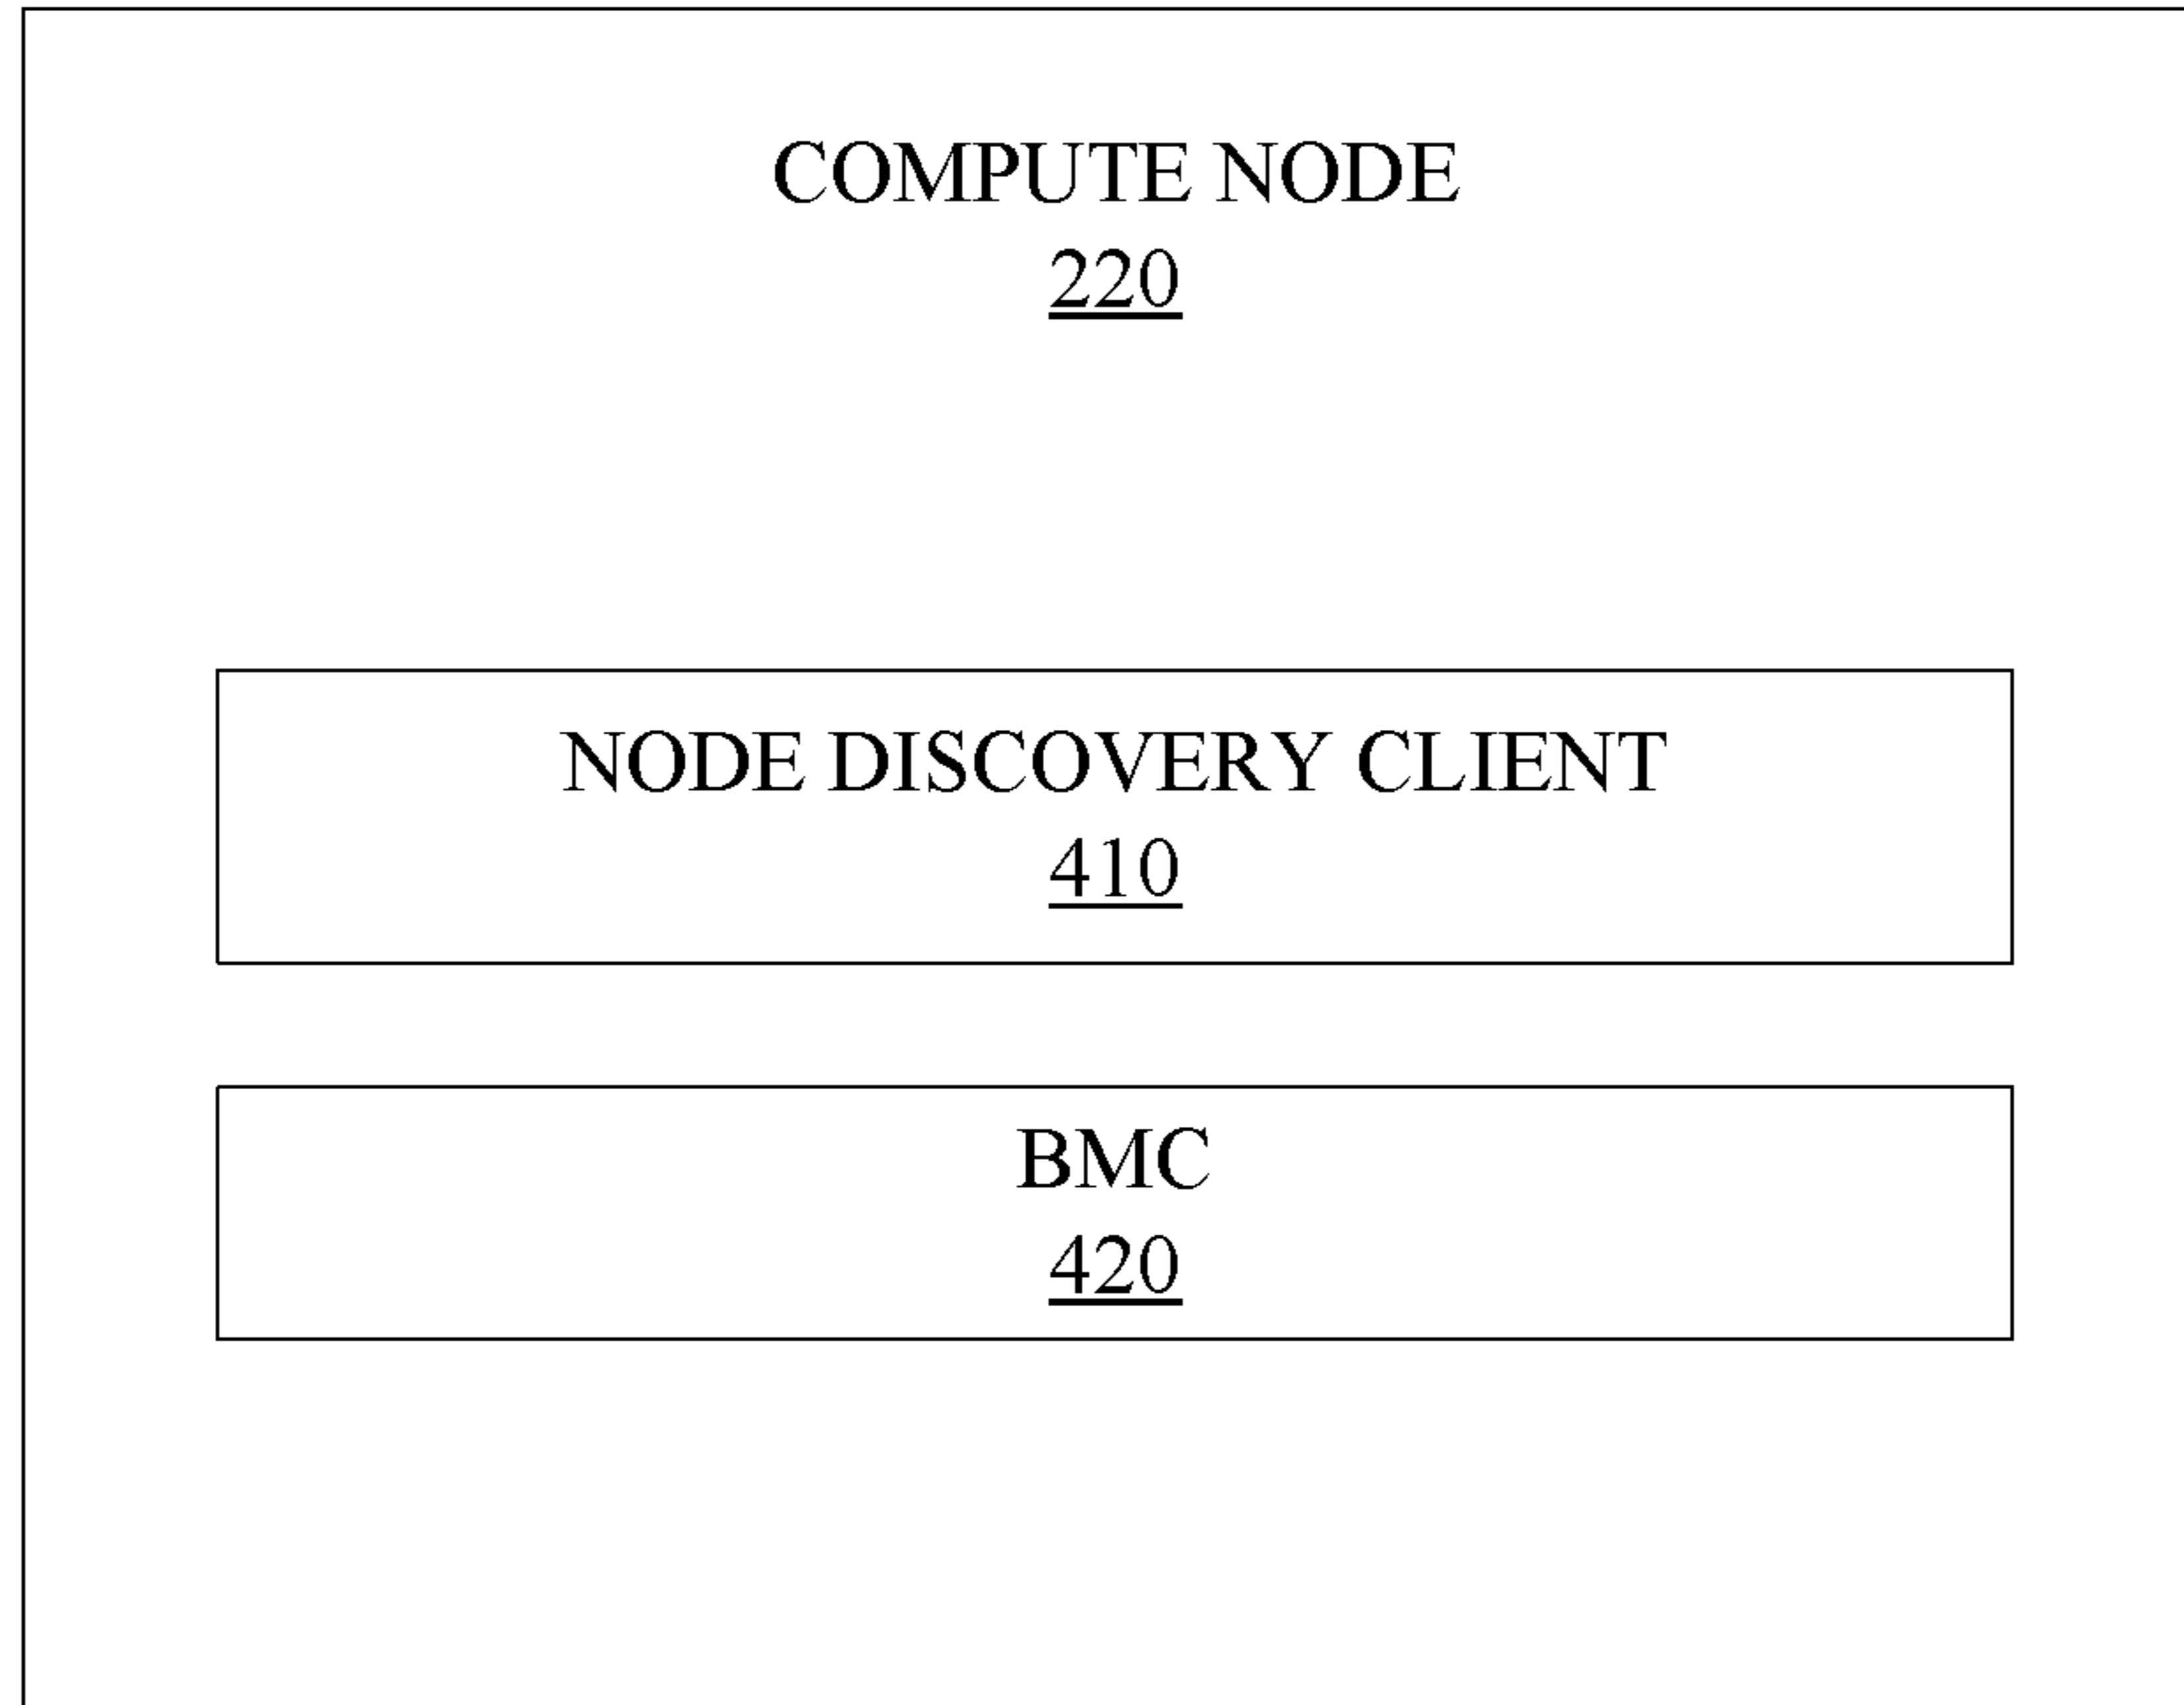 COMPUTE NODE
220
NODE DISCOVERY CLIENT
410
BMC
420